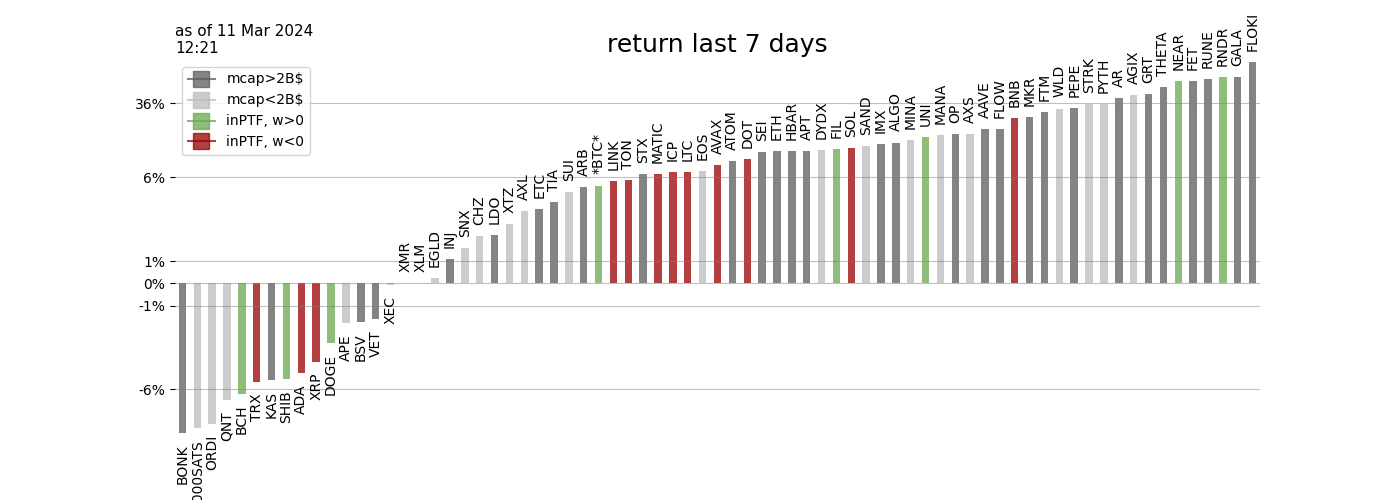 as of 11 Mar 2024
12:21
return last 7 days
mcap>2B$
mcap<2B$
inPTF, w>0
inPTF, w<0
36%
6%
1%
0%
-1%
-6%
BONK
000SATS
ORDI
QNT
BCH
TRX
KAS
SHIB
ADA
XRP
DOGE
APE
BSV
VET
XEC
XMR
XLM
EGLD
INJ
SNX
CHZ
LDO
XTZ
AXL
ETC
TIA
SUI
ARB
*BTC*
LINK
TON
STX
MATIC
ICP
LTC
EOS
AVAX
ATOM
DOT
SEI
ETH
HBAR
APT
DYDX
FIL
SOL
SAND
IMX
ALGO
MINA
UNI
MANA
OP
AXS
AAVE
FLOW
BNB
MKR
FTM
WLD
PEPE
STRK
PYTH
AR
AGIX
GRT
THETA
NEAR
FET
RUNE
RNDR
GALA
FLOKI